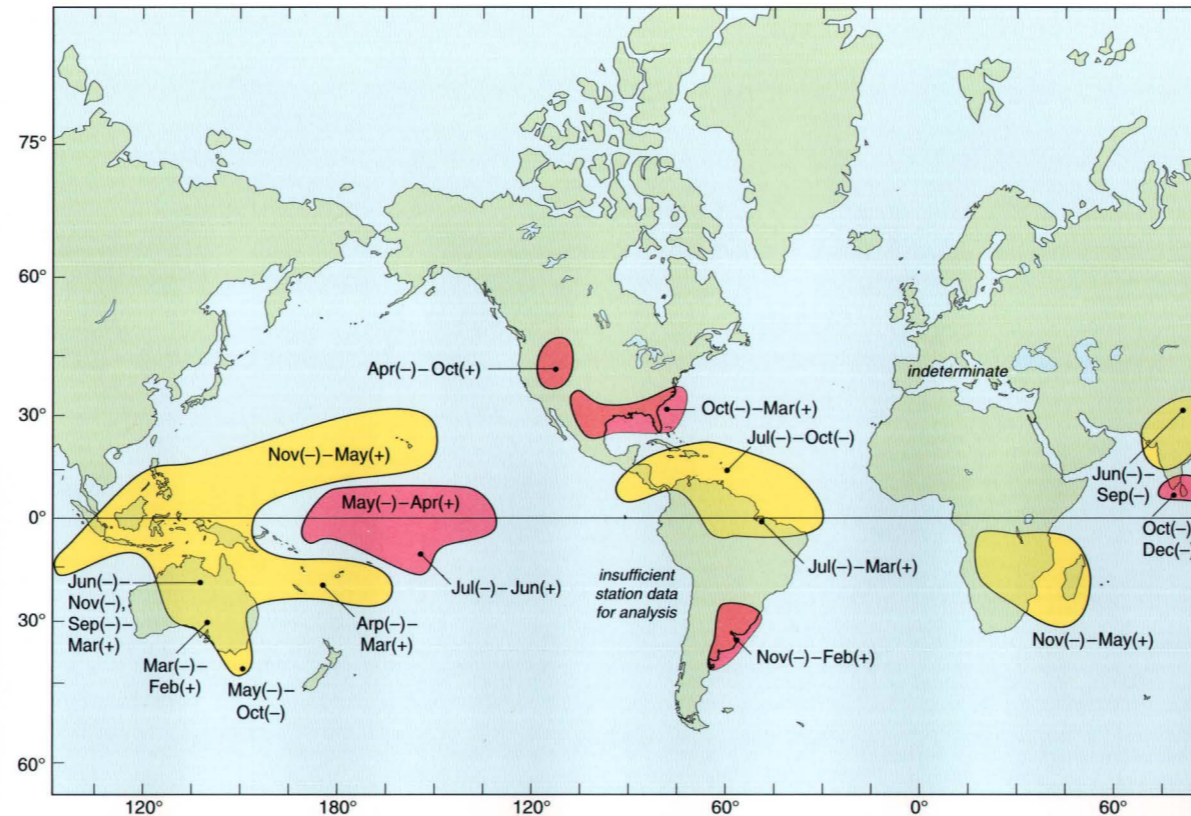 75°
60°
30°
0°
30°
60°
Apr(–)–Oct(+)
Oct(–)–Mar(+)
indeterminate
Nov(–)–May(+)
Jul(–)–Oct(–)
May(–)–Apr(+)
Jun(–)–
Sep(–)
Oct(–)
Dec(–
Jun(–)–
Nov(–),
Sep(–)–
Mar(+)
Jul(–)–Jun(+)
insufficient
station data
for analysis
Jul(–)–Mar(+)
Arp(–)–
Mar(+)
Nov(–)–May(+)
Mar(–)–
Feb(+)
May(–)–
Oct(–)
Nov(–)–Feb(+)
120°
180°
120°
60°
0°
60°